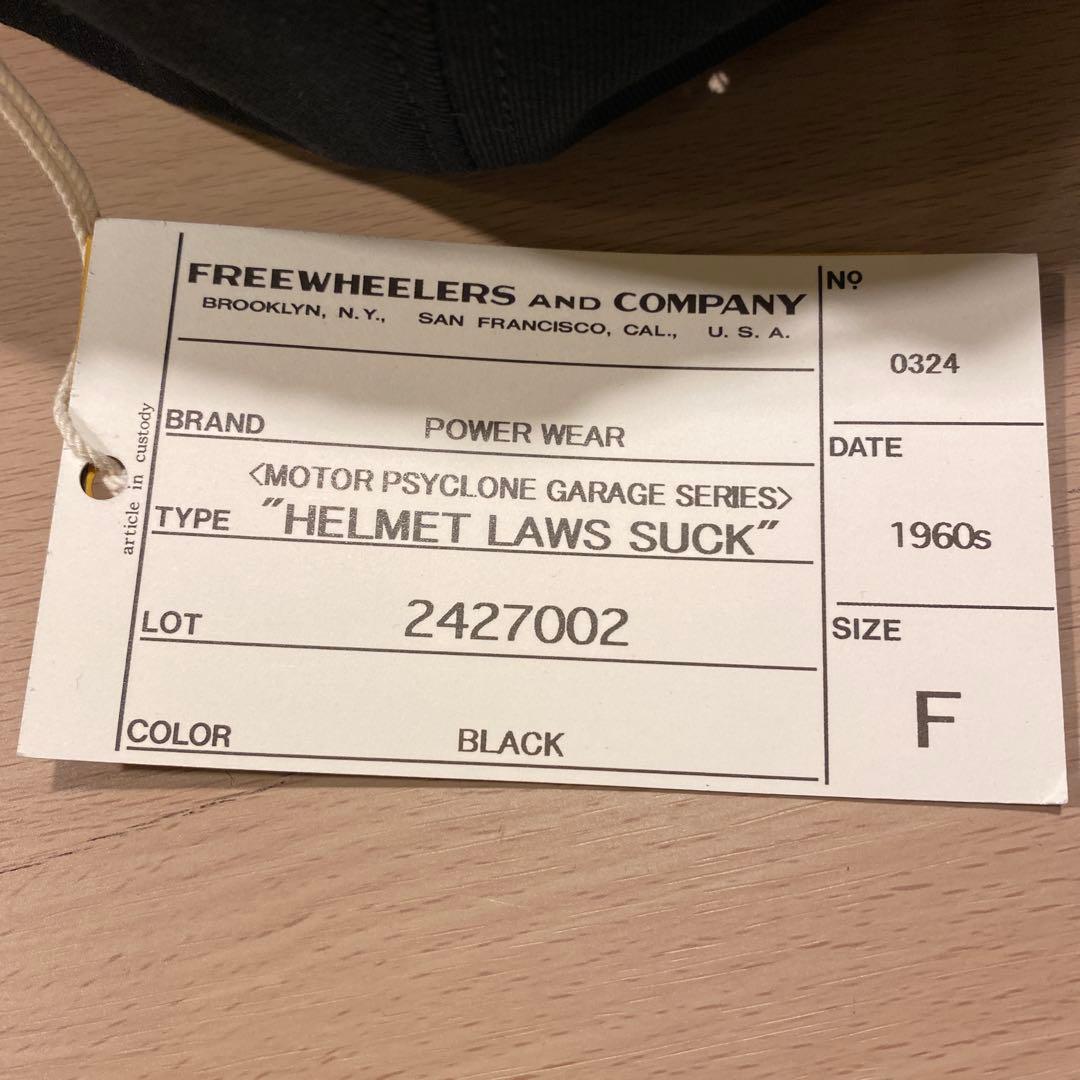 FREEWHEELERS AND COMPANY
BROOKLYN, N.Y., SAN FRANCISCO, CAL., U. S. A.
article in custody
BRAND POWER WEAR
<MOTOR PSYCLONE GARAGE SERIES>
TYPE "HELMET LAWS SUCK"
LOT 2427002
COLOR BLACK
Nº
0324
DATE
1960s
SIZE
F